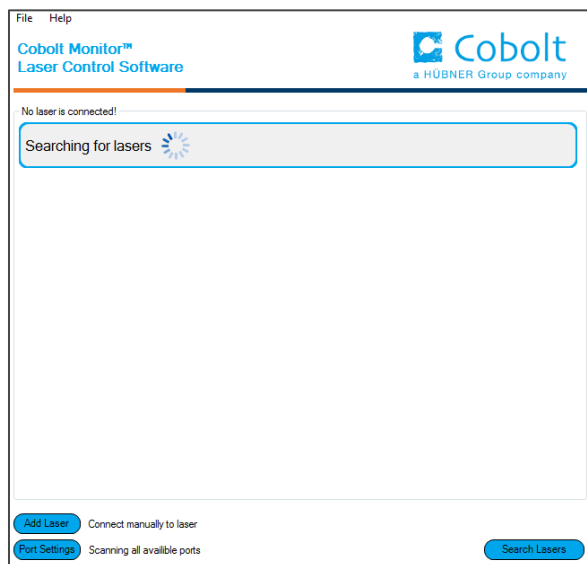 File Help
Cobolt Monitor™
Laser Control Software
Cobolt
a HÜBNER Group company
No laser is connected!
Searching for lasers
Add Laser Connect manually to laser
Port Settings Scanning all availible ports
Search Lasers